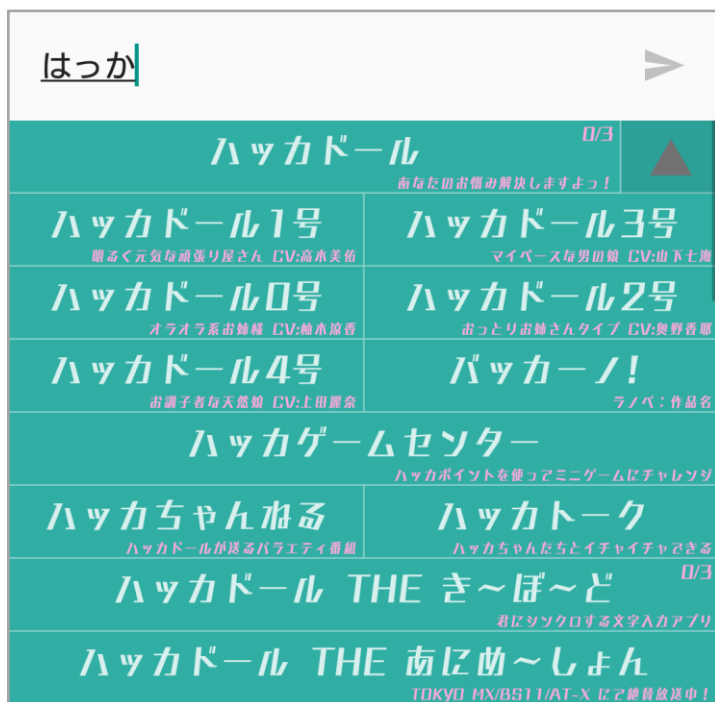 はっか
ハッカドール
0/3
あなたのお悩み解決しますよっ!
ハッカドール1号
明るく元気な頑張り屋さん CV:高木美佑
ハッカドール3号
マイペースな男の娘 CV:山下七海
ハッカドール0号
オラオラ系お姉様 CV:柚木涼香
ハッカドール2号
おっとりお姉さんタイプ CV:奥野香耶
ハッカドール4号
お調子者な天然娘 CV:上田麗奈
バッカーノ!
ラノベ:作品名
ハッカゲームセンター
ハッカポイントを使ってミニゲームにチャレンジ
ハッカちゃんねる
ハッカドールが送るバラエティ番組
ハッカトーク
ハッカちゃんたちとイチャイチャできる
ハッカドール THE き〜ぼ〜ど
0/3
君にシンクロする文字入力アプリ
ハッカドール THE あにめ〜しょん
TOKYO MX/BS11/AT-X にて絶賛放送中!